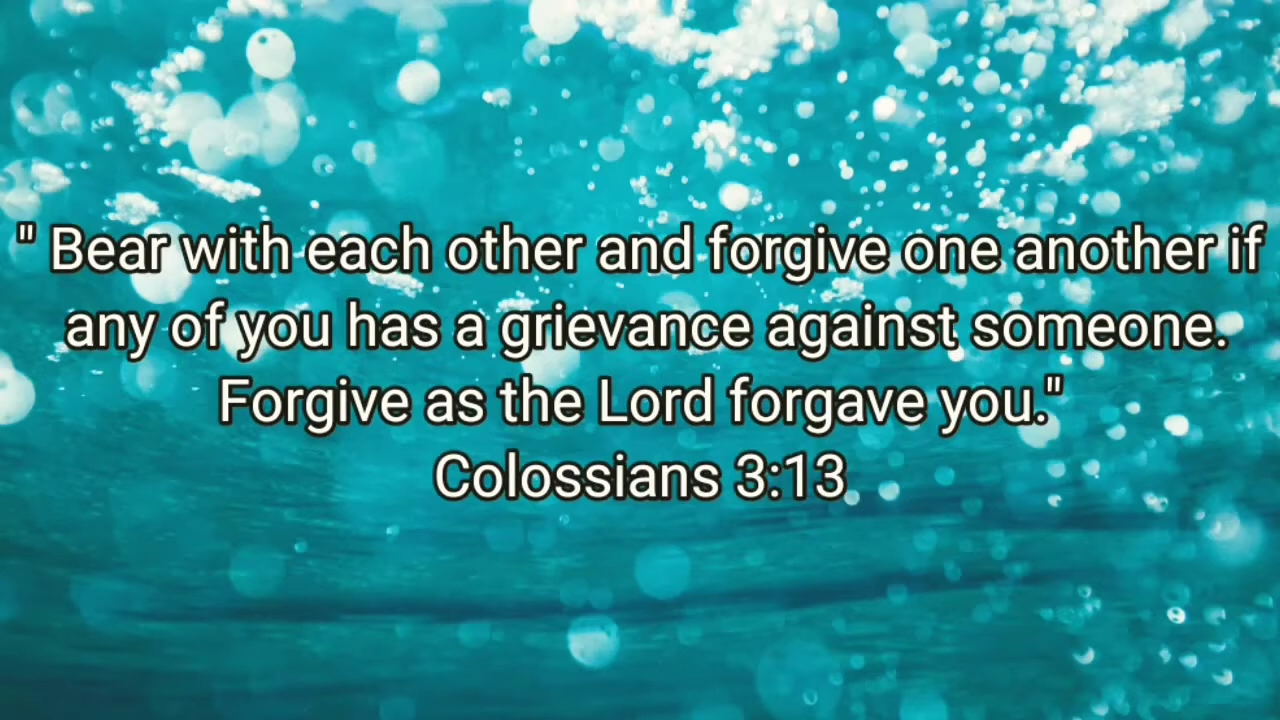 " Bear with each other and forgive one another if
any of you has a grievance against someone.
Forgive as the Lord forgave you."
Colossians 3:13